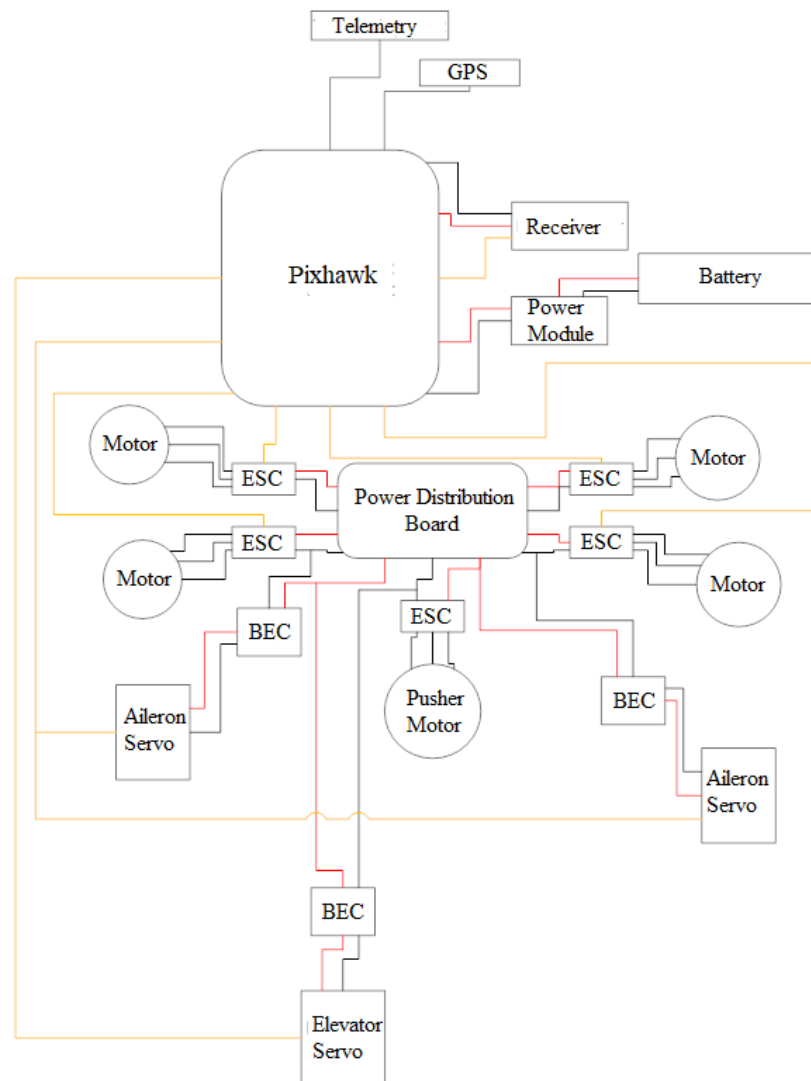 Telemetry
GPS
Pixhawk
Receiver
Battery
Power
Module
Motor
ESC
Power Distribution
Board
ESC
Motor
Motor
ESC
ESC
Motor
BEC
ESC
Aileron
Servo
Pusher
Motor
BEC
Aileron
Servo
BEC
Elevator
Servo